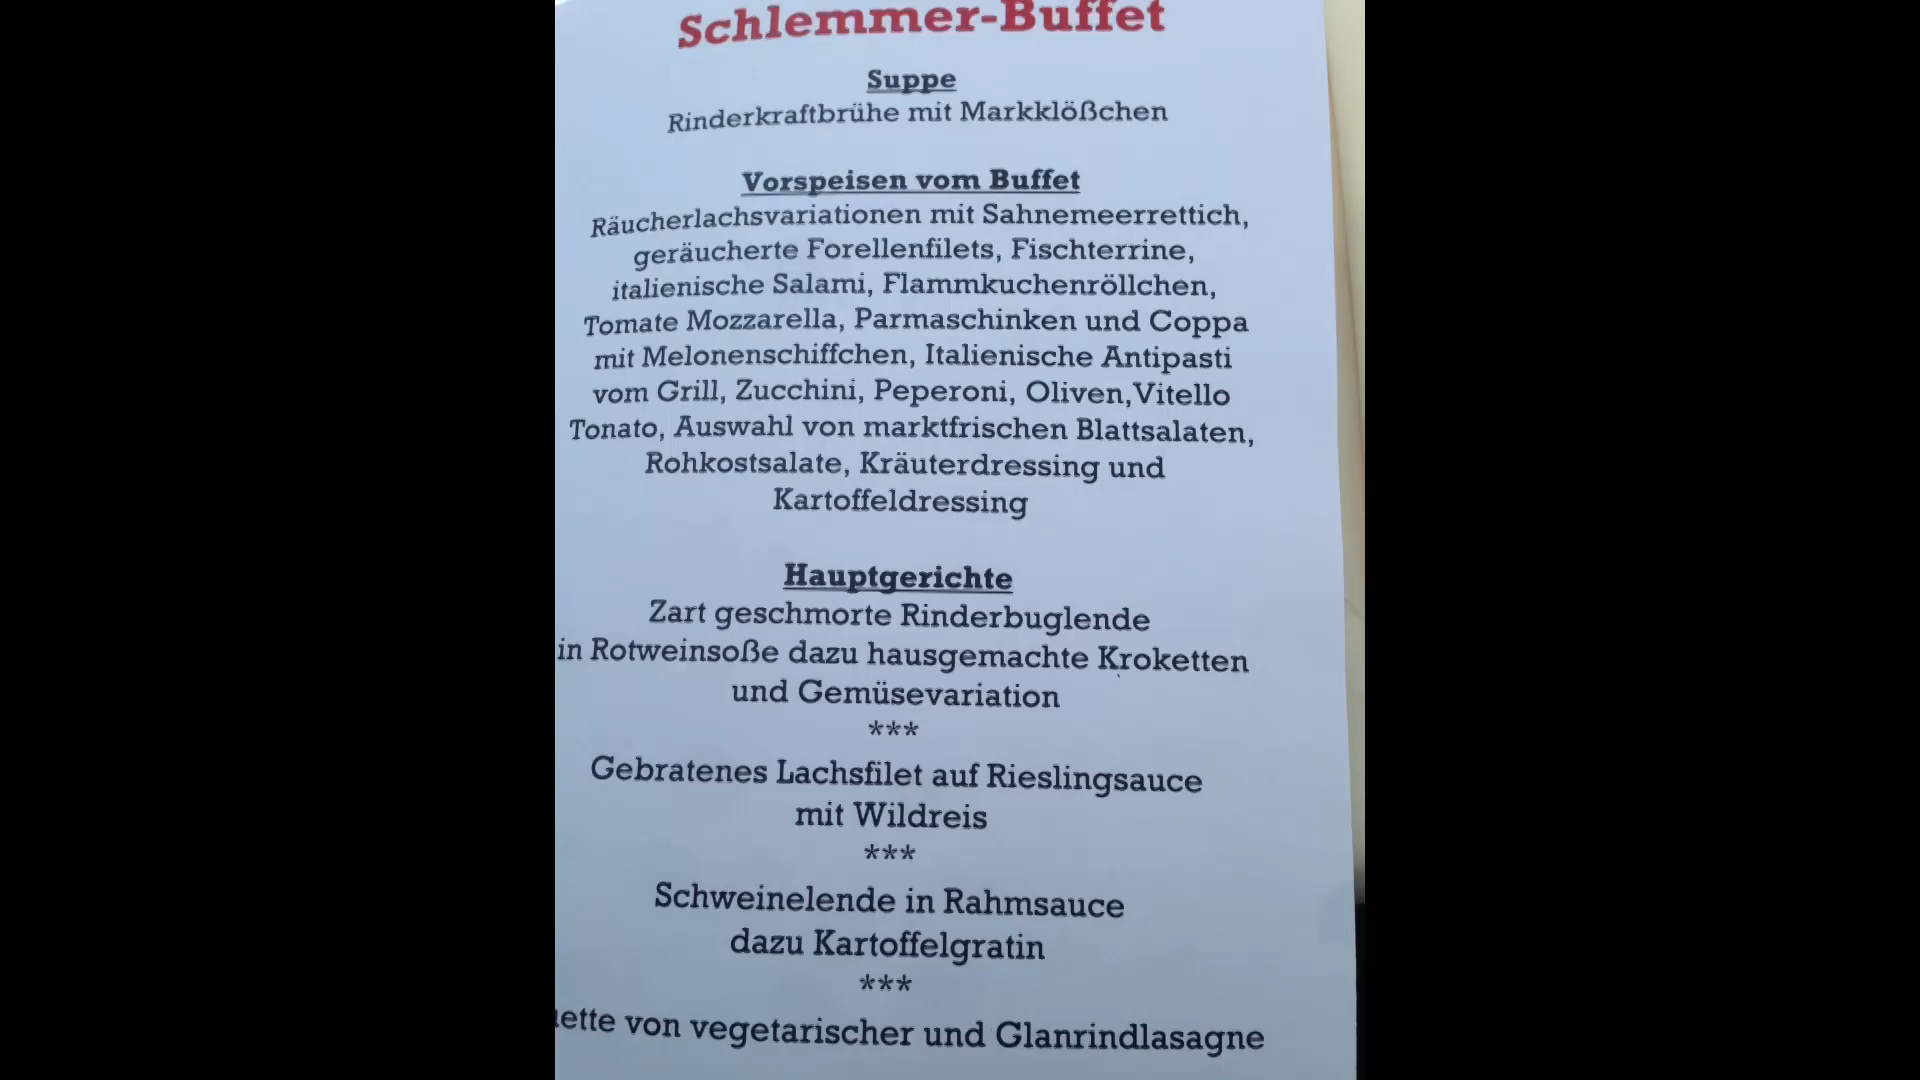 Schlemmer-Buffet
Suppe
Rinderkraftbrühe mit Markklößchen
Vorspeisen vom Buffet
Räucherlachsvariationen mit Sahnemeerrettich,
geräucherte Forellenfilets, Fischterrine,
italienische Salami, Flammkuchenröllchen,
Tomate Mozzarella, Parmaschinken und Coppa
mit Melonenschiffchen, Italienische Antipasti
vom Grill, Zucchini, Peperoni, Oliven,Vitello
Tonato, Auswahl von marktfrischen Blattsalaten,
Rohkostsalate, Kräuterdressing und
Kartoffeldressing
Hauptgerichte
Zart geschmorte Rinderbuglende
in Rotweinsoße dazu hausgemachte Kroketten
und Gemüsevariation
***
Gebratenes Lachsfilet auf Rieslingsauce
mit Wildreis
***
Schweinelende in Rahmsauce
dazu Kartoffelgratin
***
von vegetarischer und Glanrindlasagne